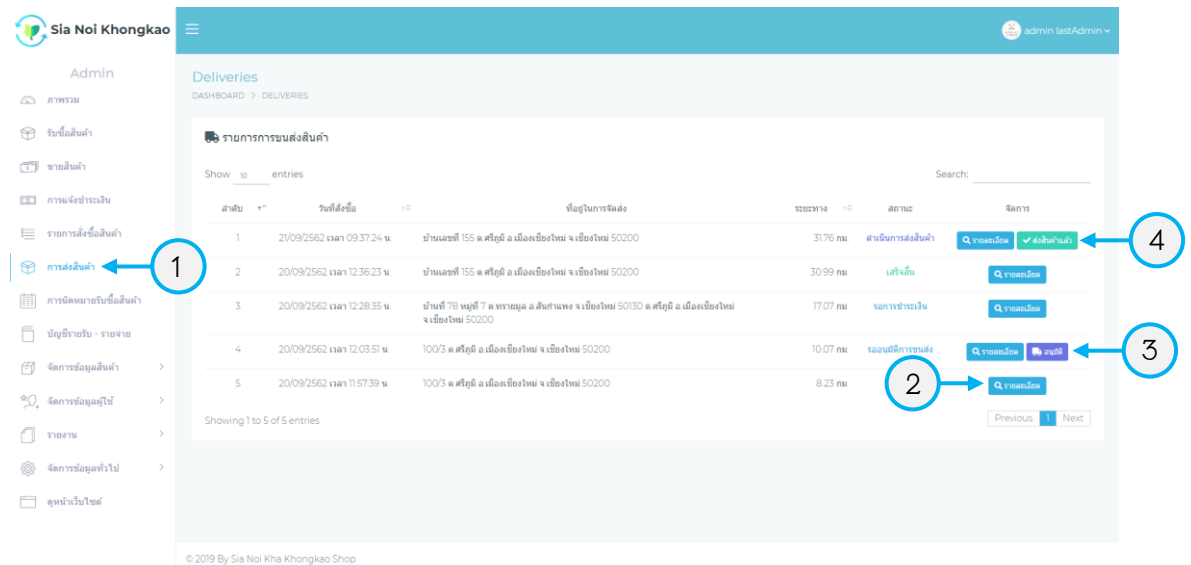 Sia Noi Khongkao
admin lastAdmin
Admin
ภาพรวม
รับซื้อสินค้า
ขายสินค้า
การแจ้งชำระเงิน
รายการสั่งซื้อสินค้า
การส่งสินค้า
1
การนัดหมายรับซื้อสินค้า
บัญชีรายรับ - รายจ่าย
จัดการข้อมูลสินค้า
จัดการข้อมูลผู้ใช้
รายงาน
จัดการข้อมูลทั่วไป
ดูหน้าเว็บไซต์
Deliveries
DASHBOARD > DELIVERIES
รายการการขนส่งสินค้า
Show 10 entries
Search:
ลำดับ วันที่สั่งซื้อ ที่อยู่ในการจัดส่ง ระยะทาง สถานะ จัดการ
1 21/09/2562 เวลา 09:37:24 น. บ้านเลขที่ 155 ต.ศรีภูมิ อ.เมืองเชียงใหม่ จ.เชียงใหม่ 50200 31.76 กม. ดำเนินการส่งสินค้า รายละเอียด ส่งสินค้าแล้ว 4
2 20/09/2562 เวลา 12:36:23 น. บ้านเลขที่ 155 ต.ศรีภูมิ อ.เมืองเชียงใหม่ จ.เชียงใหม่ 50200 30.99 กม. เสร็จสิ้น รายละเอียด
3 20/09/2562 เวลา 12:28:35 น. บ้านที่ 78 หมู่ที่ 7 ต.ทรายมูล อ.สันกำแพง จ.เชียงใหม่ 50130 ต.ศรีภูมิ อ.เมืองเชียงใหม่ 17.07 กม. รอการชำระเงิน รายละเอียด
จ.เชียงใหม่ 50200
4 20/09/2562 เวลา 12:03:51 น. 100/3 ต.ศรีภูมิ อ.เมืองเชียงใหม่ จ.เชียงใหม่ 50200 10.07 กม. รออนุมัติการขนส่ง รายละเอียด อนุมัติ 3
5 20/09/2562 เวลา 11:57:39 น. 100/3 ต.ศรีภูมิ อ.เมืองเชียงใหม่ จ.เชียงใหม่ 50200 8.23 กม. 2 รายละเอียด
Showing 1 to 5 of 5 entries
Previous 1 Next
© 2019 By Sia Noi Kha Khongkao Shop